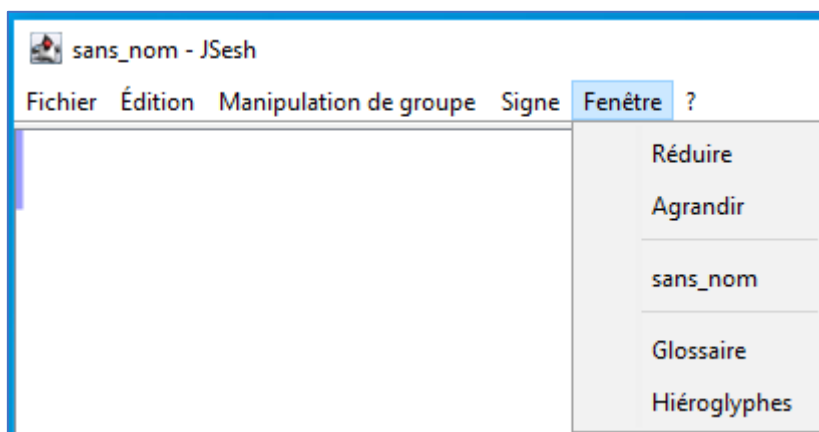 sans_nom - JSesh
Fichier Édition Manipulation de groupe Signe Fenêtre ?
Réduire
Agrandir
sans_nom
Glossaire
Hiéroglyphes